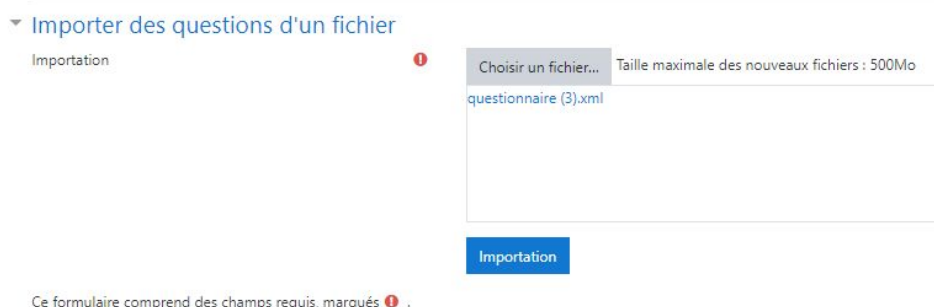 Importer des questions d'un fichier
Importation
Choisir un fichier... Taille maximale des nouveaux fichiers : 500Mo
questionnaire (3).xml
Importation
Ce formulaire comprend des champs requis, marqués .